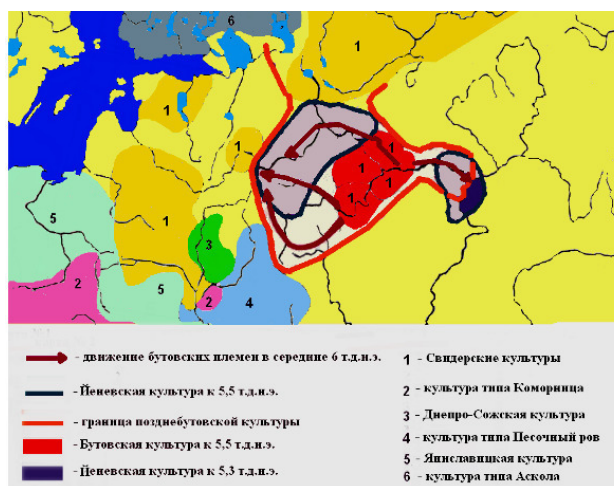 6
1
1
1
1
1
1
1
1
5
1
3
2
5
2
4
- движение бутовских племен в середине 6 т.д.н.э.
- Йеневская культура к 5,5 т.д.н.э.
- граница позднебутовской культуры
- Бутовская культура к 5,5 т.д.н.э.
- Йеневская культура к 5,3 т.д.н.э.
1 - Свидерские культуры
2 - культура типа Коморница
3 - Днепро-Сожская культура
4 - культура типа Песочный ров
5 - Яниславицкая культура
6 - культура типа Аскола